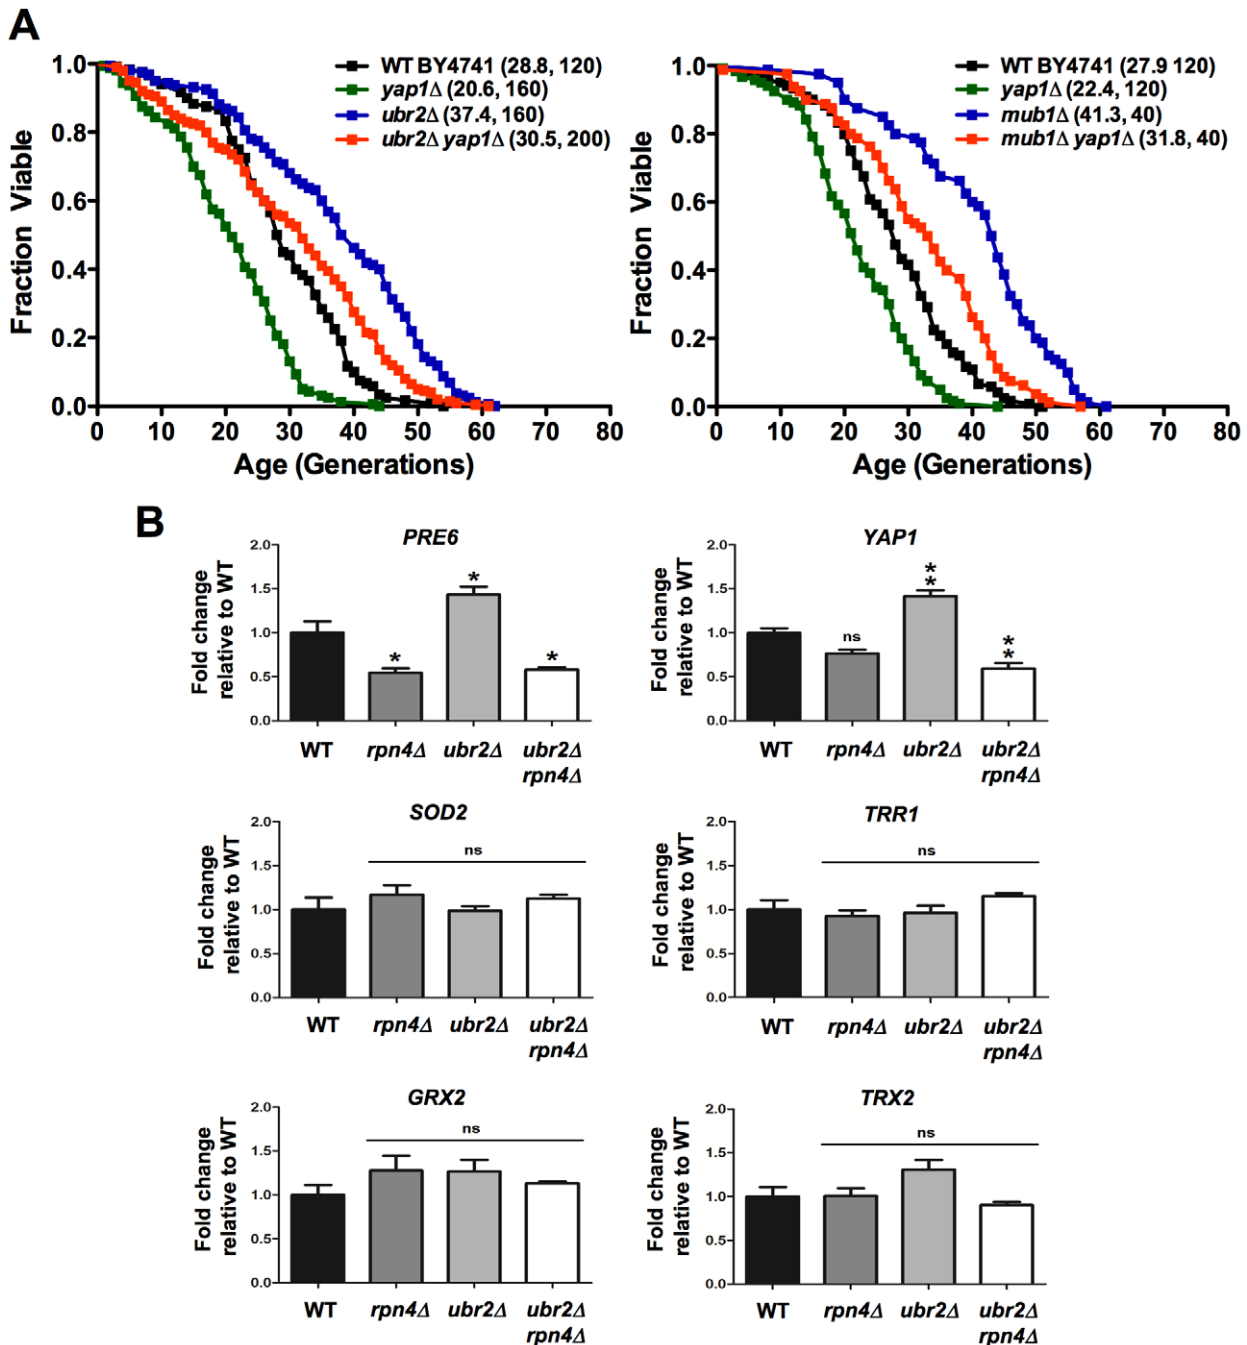 A
Fraction Viable
1.0
0.8
0.6
0.4
0.2
0.0
0 10 20 30 40 50 60 70 80
Age (Generations)
WT BY4741 (28.8, 120)
yap1Δ (20.6, 160)
ubr2Δ (37.4, 160)
ubr2Δ yap1Δ (30.5, 200)
Fraction Viable
1.0
0.8
0.6
0.4
0.2
0.0
0 10 20 30 40 50 60 70 80
Age (Generations)
WT BY4741 (27.9 120)
yap1Δ (22.4, 120)
mub1Δ (41.3, 40)
mub1Δ yap1Δ (31.8, 40)
B
PRE6
Fold change
relative to WT
2.0
1.5
1.0
0.5
0.0
*
*
*
WT rpn4Δ ubr2Δ ubr2Δ
rpn4Δ
YAP1
Fold change
relative to WT
2.0
1.5
1.0
0.5
0.0
ns
*
*
*
*
WT rpn4Δ ubr2Δ ubr2Δ
rpn4Δ
SOD2
Fold change
relative to WT
2.0
1.5
1.0
0.5
0.0
ns
WT rpn4Δ ubr2Δ ubr2Δ
rpn4Δ
TRR1
Fold change
relative to WT
2.0
1.5
1.0
0.5
0.0
ns
WT rpn4Δ ubr2Δ ubr2Δ
rpn4Δ
GRX2
Fold change
relative to WT
2.0
1.5
1.0
0.5
0.0
ns
WT rpn4Δ ubr2Δ ubr2Δ
rpn4Δ
TRX2
Fold change
relative to WT
2.0
1.5
1.0
0.5
0.0
ns
WT rpn4Δ ubr2Δ ubr2Δ
rpn4Δ